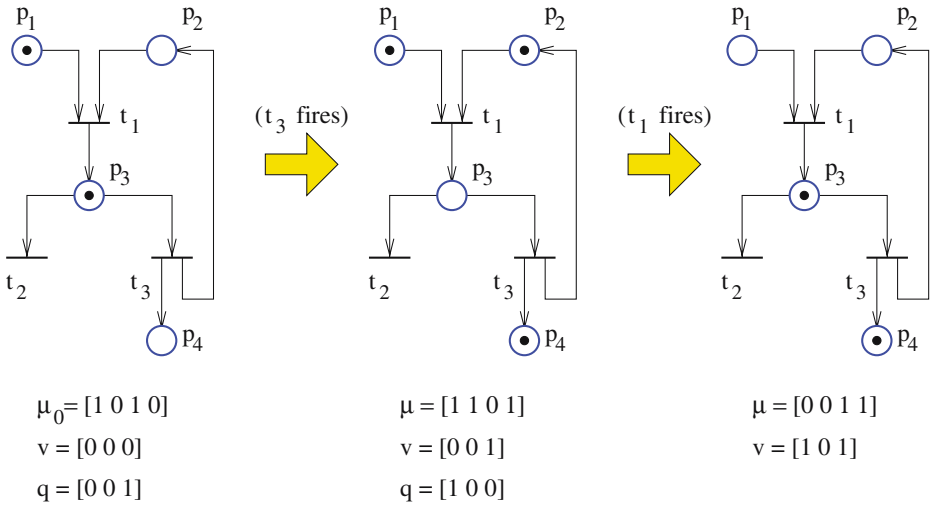 p1 p2 p1 p2 p1 p2
t1 (t3 fires) t1 (t1 fires) t1
p3 p3 p3
t2 t3 t2 t3 t2 t3
p4 p4 p4
μ0= [1 0 1 0] μ = [1 1 0 1] μ = [0 0 1 1]
v = [0 0 0] v = [0 0 1] v = [1 0 1]
q = [0 0 1] q = [1 0 0]